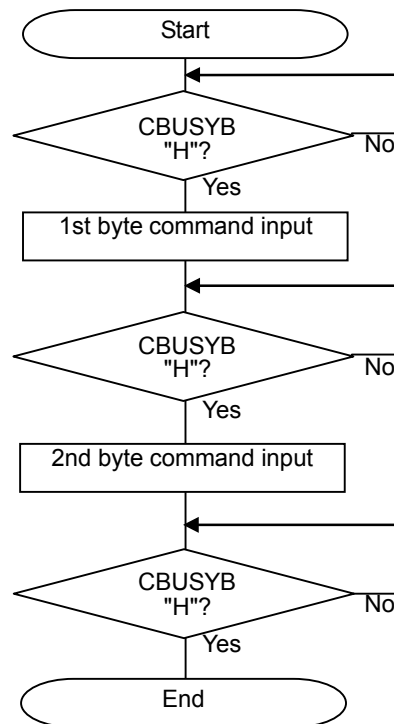 Start
CBUSYB
"H"?
No
Yes
1st byte command input
CBUSYB
"H"?
No
Yes
2nd byte command input
CBUSYB
"H"?
No
Yes
End